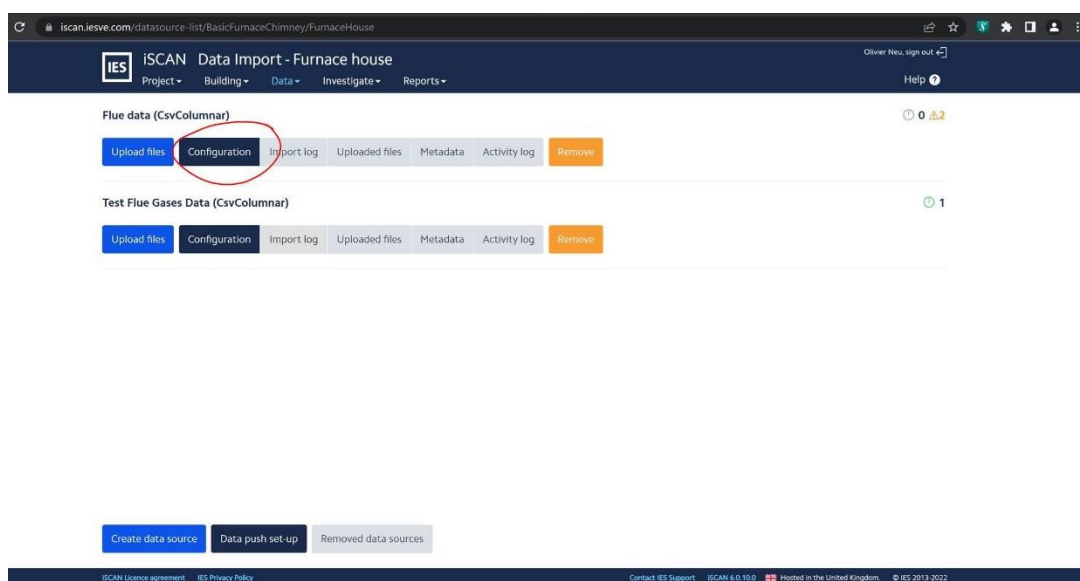 iscan.iesve.com/datasource-list/BasicFurnaceChimney/FurnaceHouse
IES iSCAN Data Import - Furnace house
Olivier Neu, sign out
Project Building Data Investigate Reports
Help ?
Flue data (CsvColumnar)
0 2
Upload files Configuration Import log Uploaded files Metadata Activity log Remove
Test Flue Gases Data (CsvColumnar)
1
Upload files Configuration Import log Uploaded files Metadata Activity log Remove
Create data source Data push set-up Removed data sources
iSCAN Licence agreement IES Privacy Policy Contact IES Support iSCAN 6.0.10.0 Hosted in the United Kingdom. © IES 2013-2022